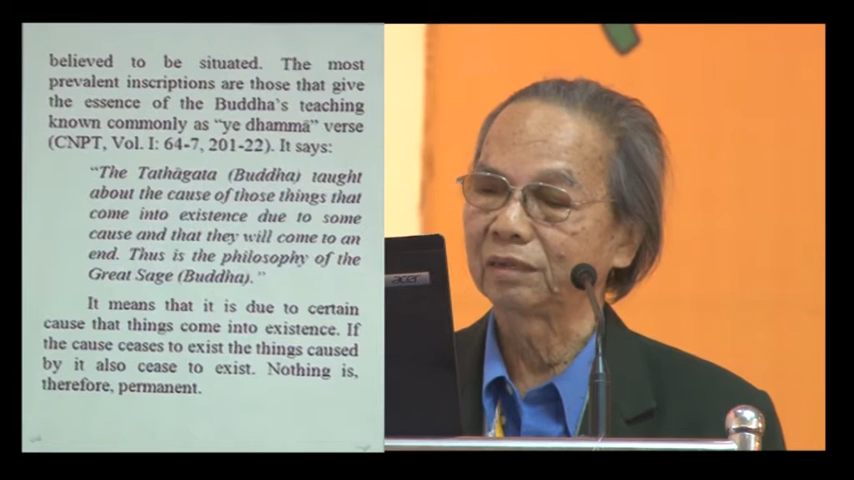 believed to be situated. The most
prevalent inscriptions are those that give
the essence of the Buddha's teaching
known commonly as "ye dhammā" verse
(CNPT, Vol. I: 64-7, 201-22). It says:
"The Tathāgata (Buddha) taught
about the cause of those things that
come into existence due to some
cause and that they will come to an
end. Thus is the philosophy of the
Great Sage (Buddha)."
It means that it is due to certain
cause that things come into existence. If
the cause ceases to exist the things caused
by it also cease to exist. Nothing is,
therefore, permanent.